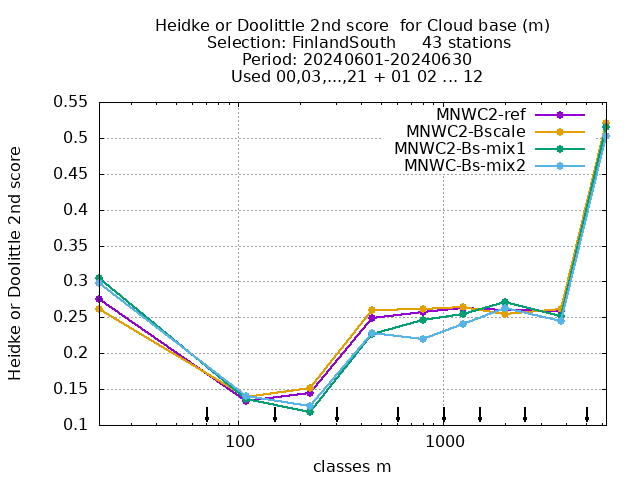 Heidke or Doolittle 2nd score  for Cloud base (m)
Selection: FinlandSouth     43 stations
Period: 20240601-20240630
Used 00,03,...,21 + 01 02 ... 12
MNWC2-ref
MNWC2-Bscale
MNWC2-Bs-mix1
MNWC-Bs-mix2
Heidke or Doolittle 2nd score
0.55
0.5
0.45
0.4
0.35
0.3
0.25
0.2
0.15
0.1
100
1000
classes m